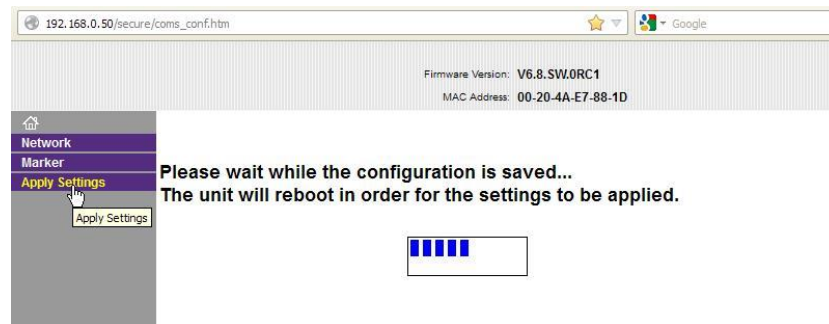 192.168.0.50/secure/coms_conf.htm
Google
Firmware Version: V6.8.SW.0RC1
MAC Address: 00-20-4A-E7-88-1D
Network
Marker
Apply Settings
Apply Settings
Please wait while the configuration is saved...
The unit will reboot in order for the settings to be applied.